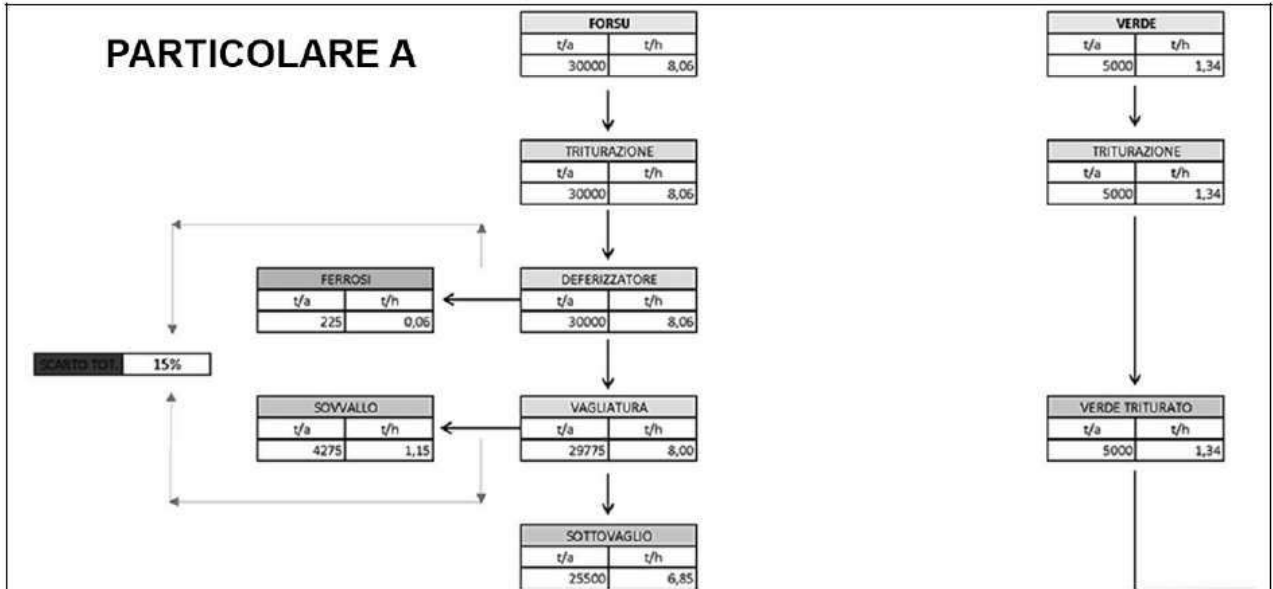 PARTICOLARE A
FORSU
t/a t/h
30000 8,06
VERDE
t/a t/h
5000 1,34
TRITURAZIONE
t/a t/h
30000 8,06
TRITURAZIONE
t/a t/h
5000 1,34
FERROSI
t/a t/h
225 0,06
DEFERIZZATORE
t/a t/h
30000 8,06
SCARTO TOT. 15%
SOVVALLO
t/a t/h
4275 1,15
VAGLIATURA
t/a t/h
29775 8,00
VERDE TRITURATO
t/a t/h
5000 1,34
SOTTOVAGLIO
t/a t/h
25500 6,85